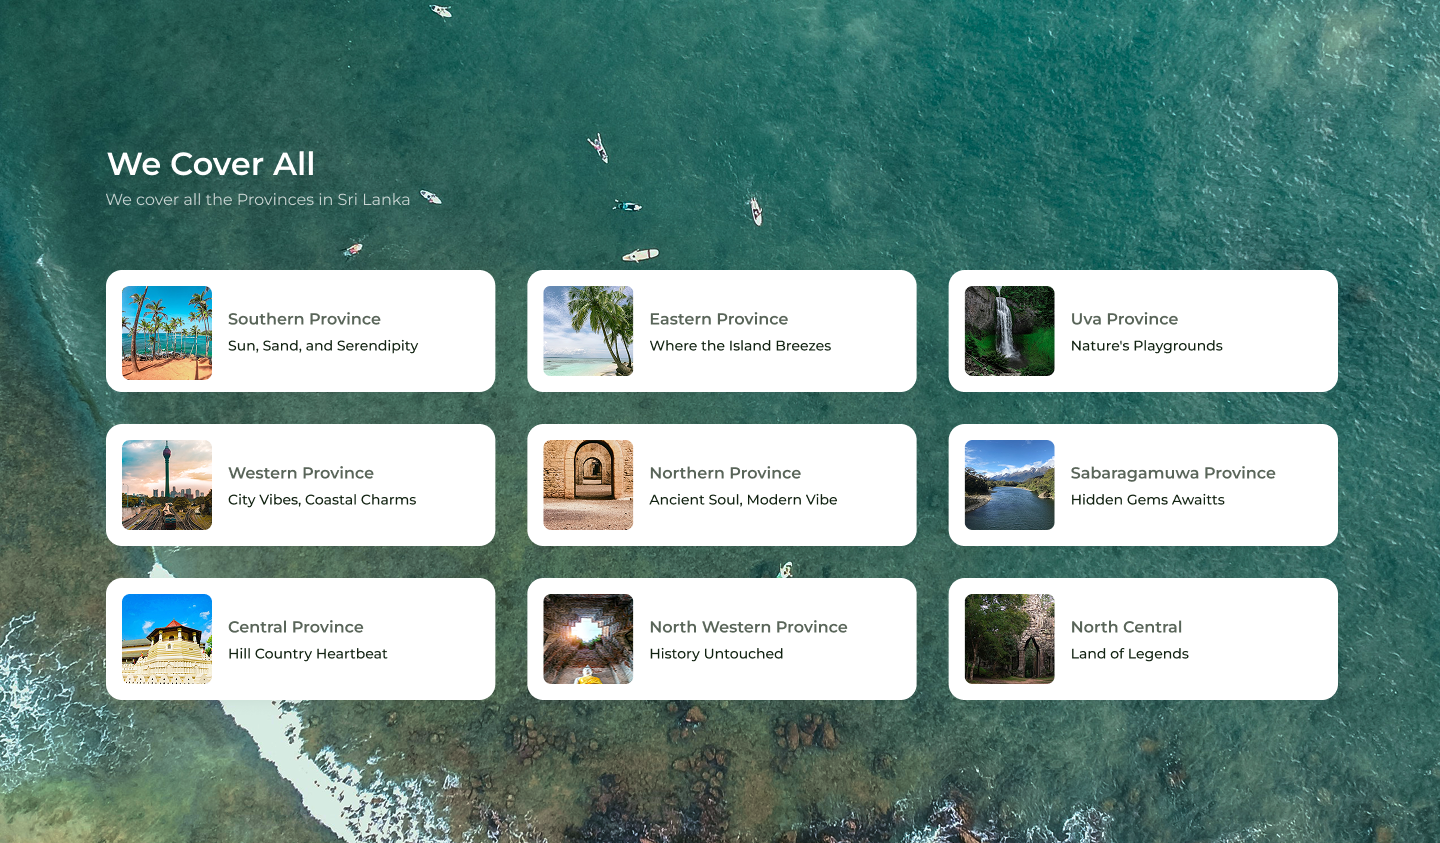 We Cover All
We cover all the Provinces in Sri Lanka
Southern Province
Sun, Sand, and Serendipity
Eastern Province
Where the Island Breezes
Uva Province
Nature's Playgrounds
Western Province
City Vibes, Coastal Charms
Northern Province
Ancient Soul, Modern Vibe
Sabaragamuwa Province
Hidden Gems Awaitts
Central Province
Hill Country Heartbeat
North Western Province
History Untouched
North Central
Land of Legends